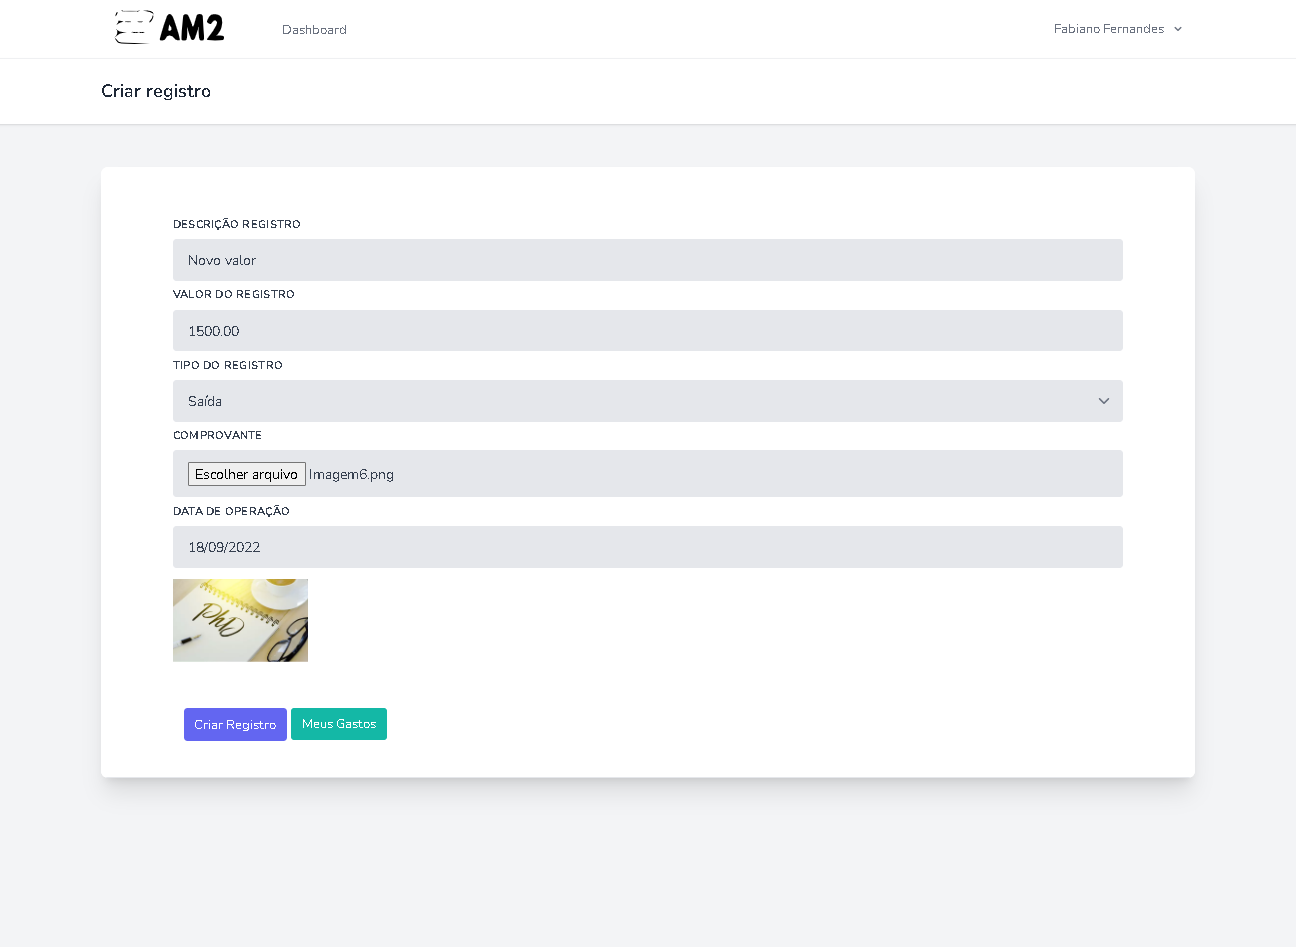 AM2
Dashboard
Fabiano Fernandes
Criar registro
DESCRIÇÃO REGISTRO
Novo valor
VALOR DO REGISTRO
1500.00
TIPO DO REGISTRO
Saída
COMPROVANTE
Escolher arquivo Imagem6.png
DATA DE OPERAÇÃO
18/09/2022
PhD
Criar Registro
Meus Gastos